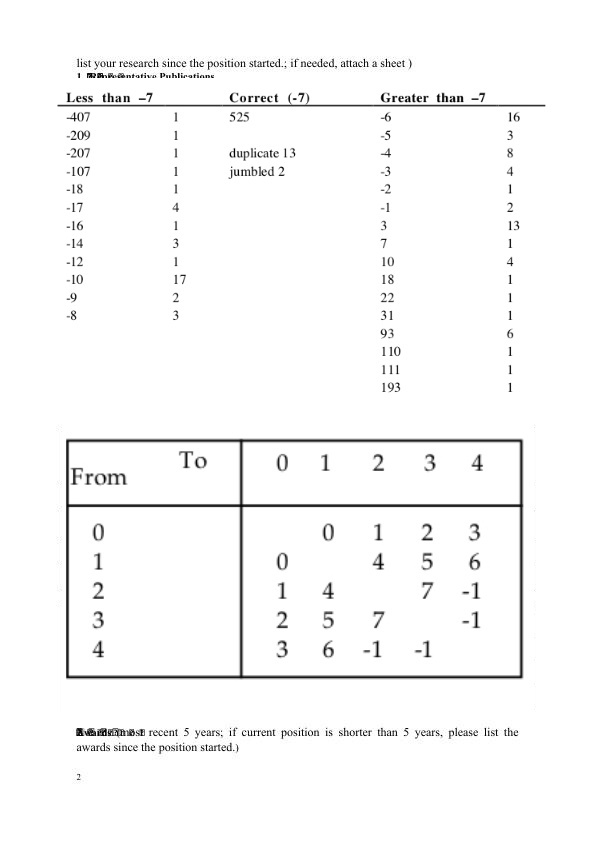 list your research since the position started.; if needed, attach a sheet )
1. Representative Publications
Less than –7 Correct (-7) Greater than –7
-407 1 525 -6 16
-209 1 -5 3
-207 1 duplicate 13 -4 8
-107 1 jumbled 2 -3 4
-18 1 -2 1
-17 4 -1 2
-16 1 3 13
-14 3 7 1
-12 1 10 4
-10 17 18 1
-9 2 22 1
-8 3 31 1
93 6
110 1
111 1
193 1
To 0 1 2 3 4
From
0 0 1 2 3
1 0 4 5 6
2 1 4 7 -1
3 2 5 7 -1
4 3 6 -1 -1
most recent 5 years; if current position is shorter than 5 years, please list the
awards since the position started.)
2